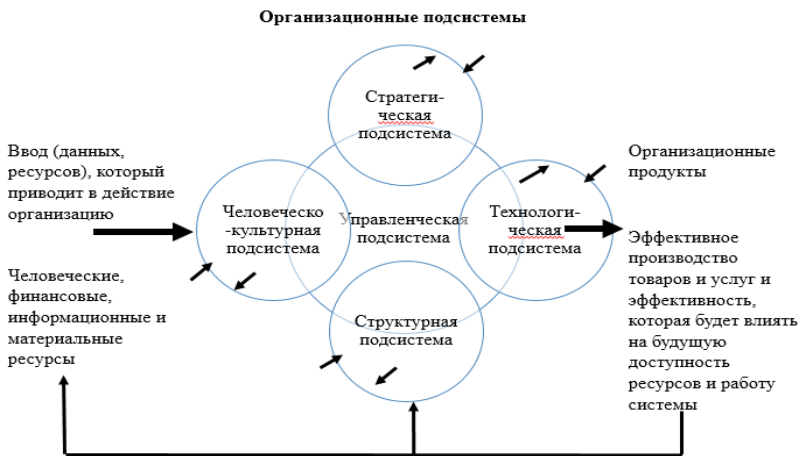 Организационные подсистемы
Стратеги-
ческая
подсистема
Ввод (данных,
ресурсов), который
приводит в действие
организацию
Человеческие,
финансовые,
информационные и
материальные
ресурсы
Человеческо
-культурная
подсистема
Управленческая
подсистема
Технологи-
ческая
подсистема
Структурная
подсистема
Организационные
продукты
Эффективное
производство
товаров и услуг и
эффективность,
которая будет влиять
на будущую
доступность
ресурсов и работу
системы